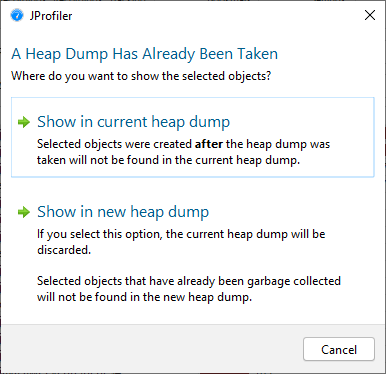 JProfiler
A Heap Dump Has Already Been Taken
Where do you want to show the selected objects?
Show in current heap dump
Selected objects were created after the heap dump was
taken will not be found in the current heap dump.
Show in new heap dump
If you select this option, the current heap dump will be
discarded.
Selected objects that have already been garbage collected
will not be found in the new heap dump.
Cancel